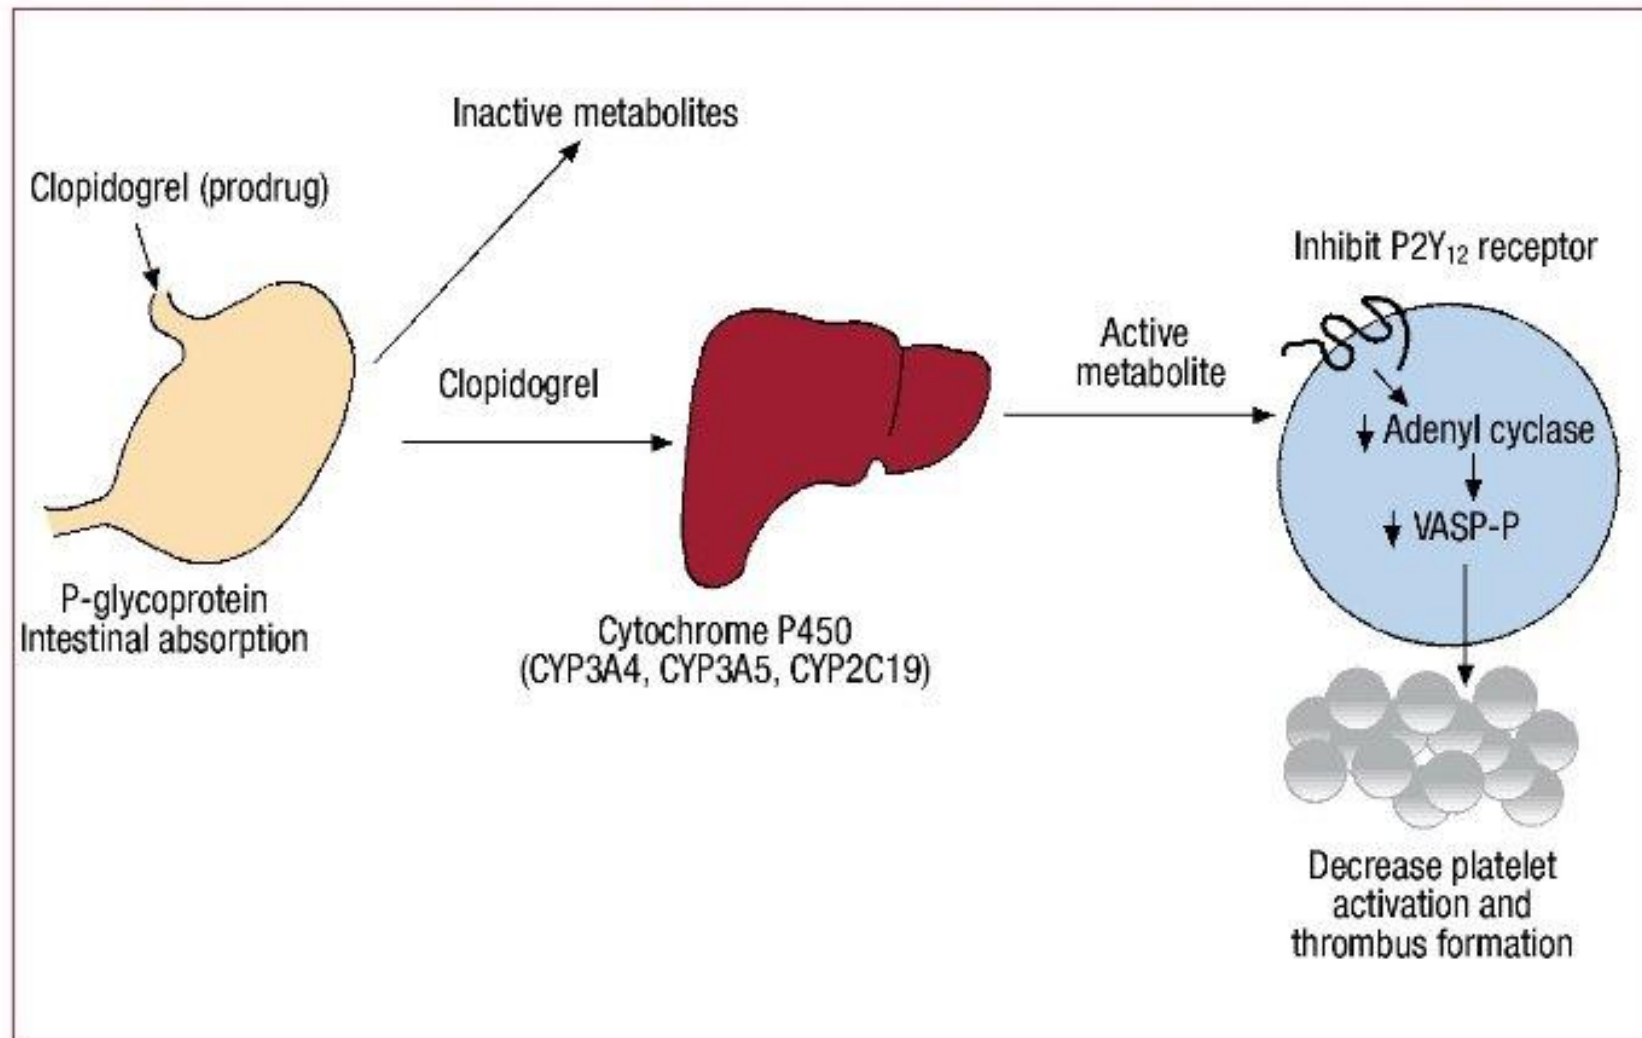 Inactive metabolites
Clopidogrel (prodrug)
Inhibit P2Y₁₂ receptor
Clopidogrel
Active
metabolite
Adenyl cyclase
VASP-P
P-glycoprotein
Intestinal absorption
Cytochrome P450
(CYP3A4, CYP3A5, CYP2C19)
Decrease platelet
activation and
thrombus formation